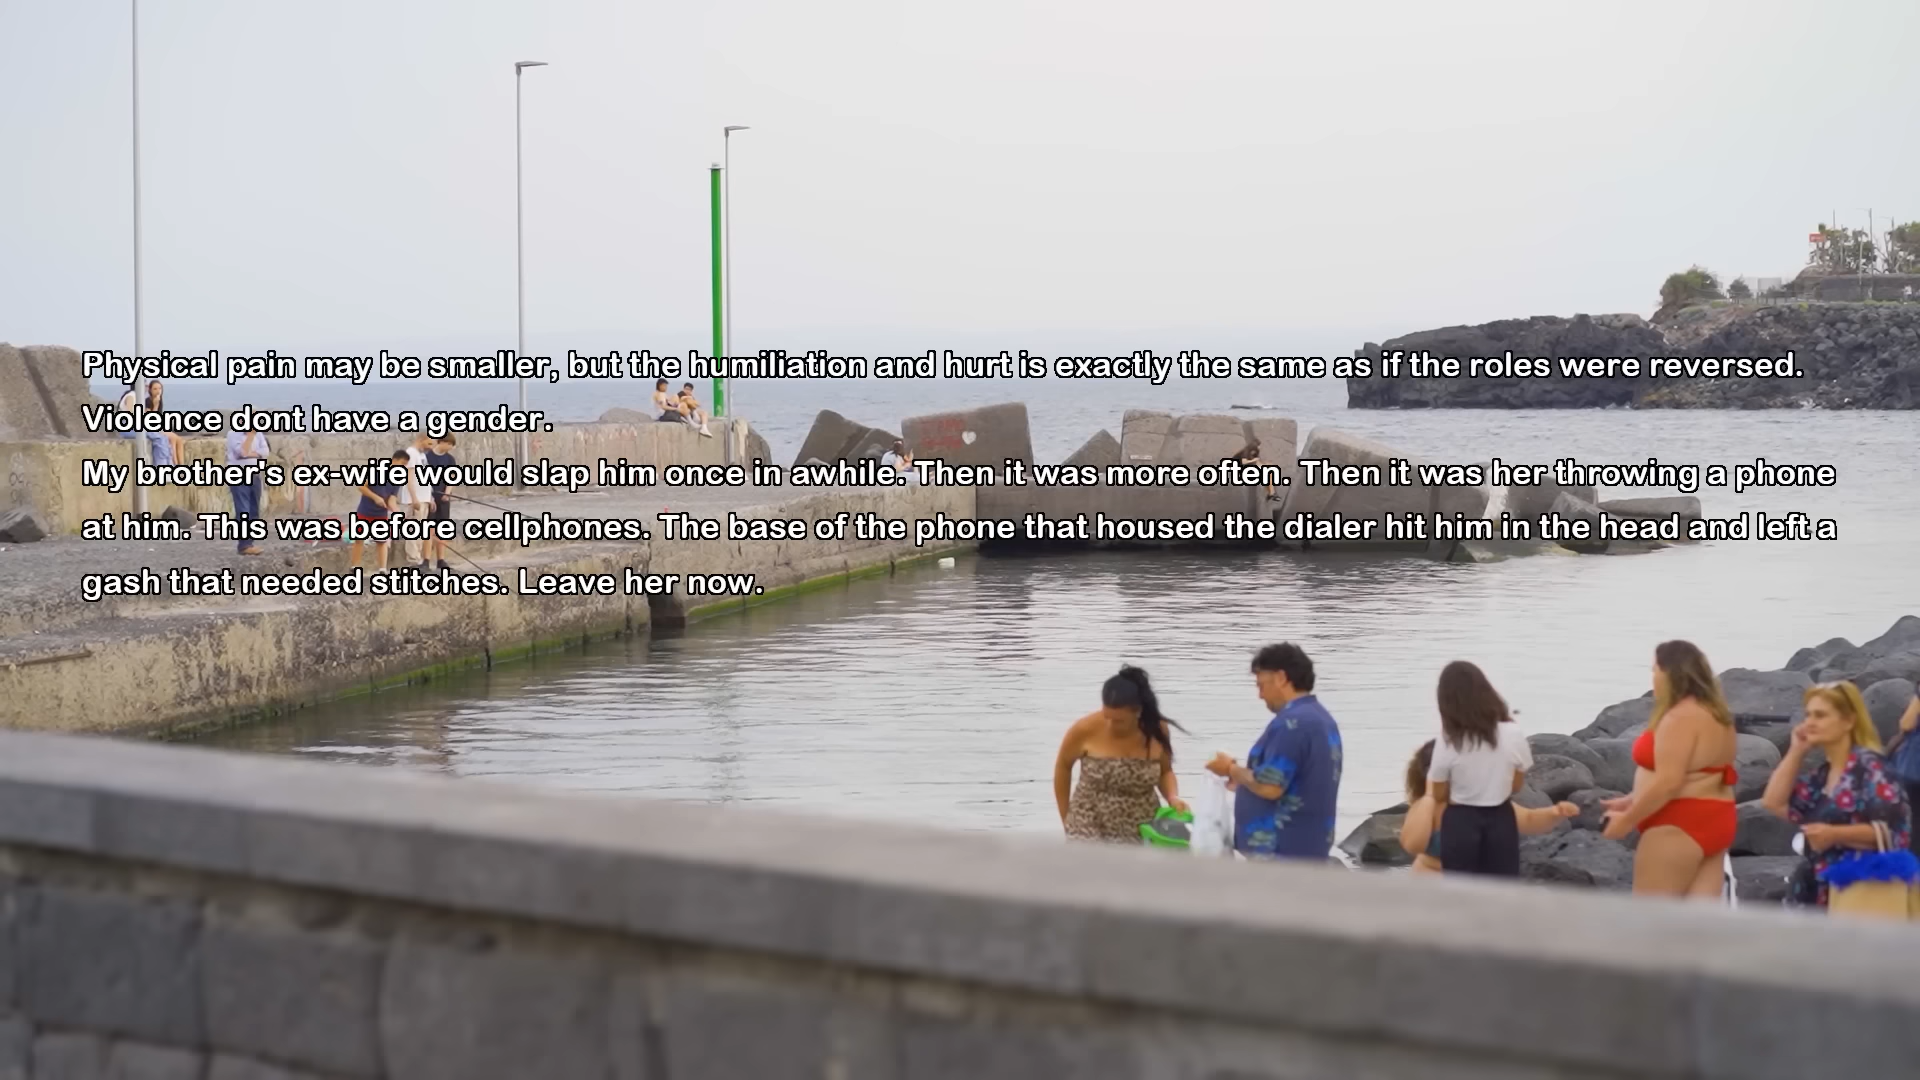 Physical pain may be smaller, but the humiliation and hurt is exactly the same as if the roles were reversed.
Violence dont have a gender.
My brother's ex-wife would slap him once in awhile. Then it was more often. Then it was her throwing a phone
at him. This was before cellphones. The base of the phone that housed the dialer hit him in the head and left a
gash that needed stitches. Leave her now.